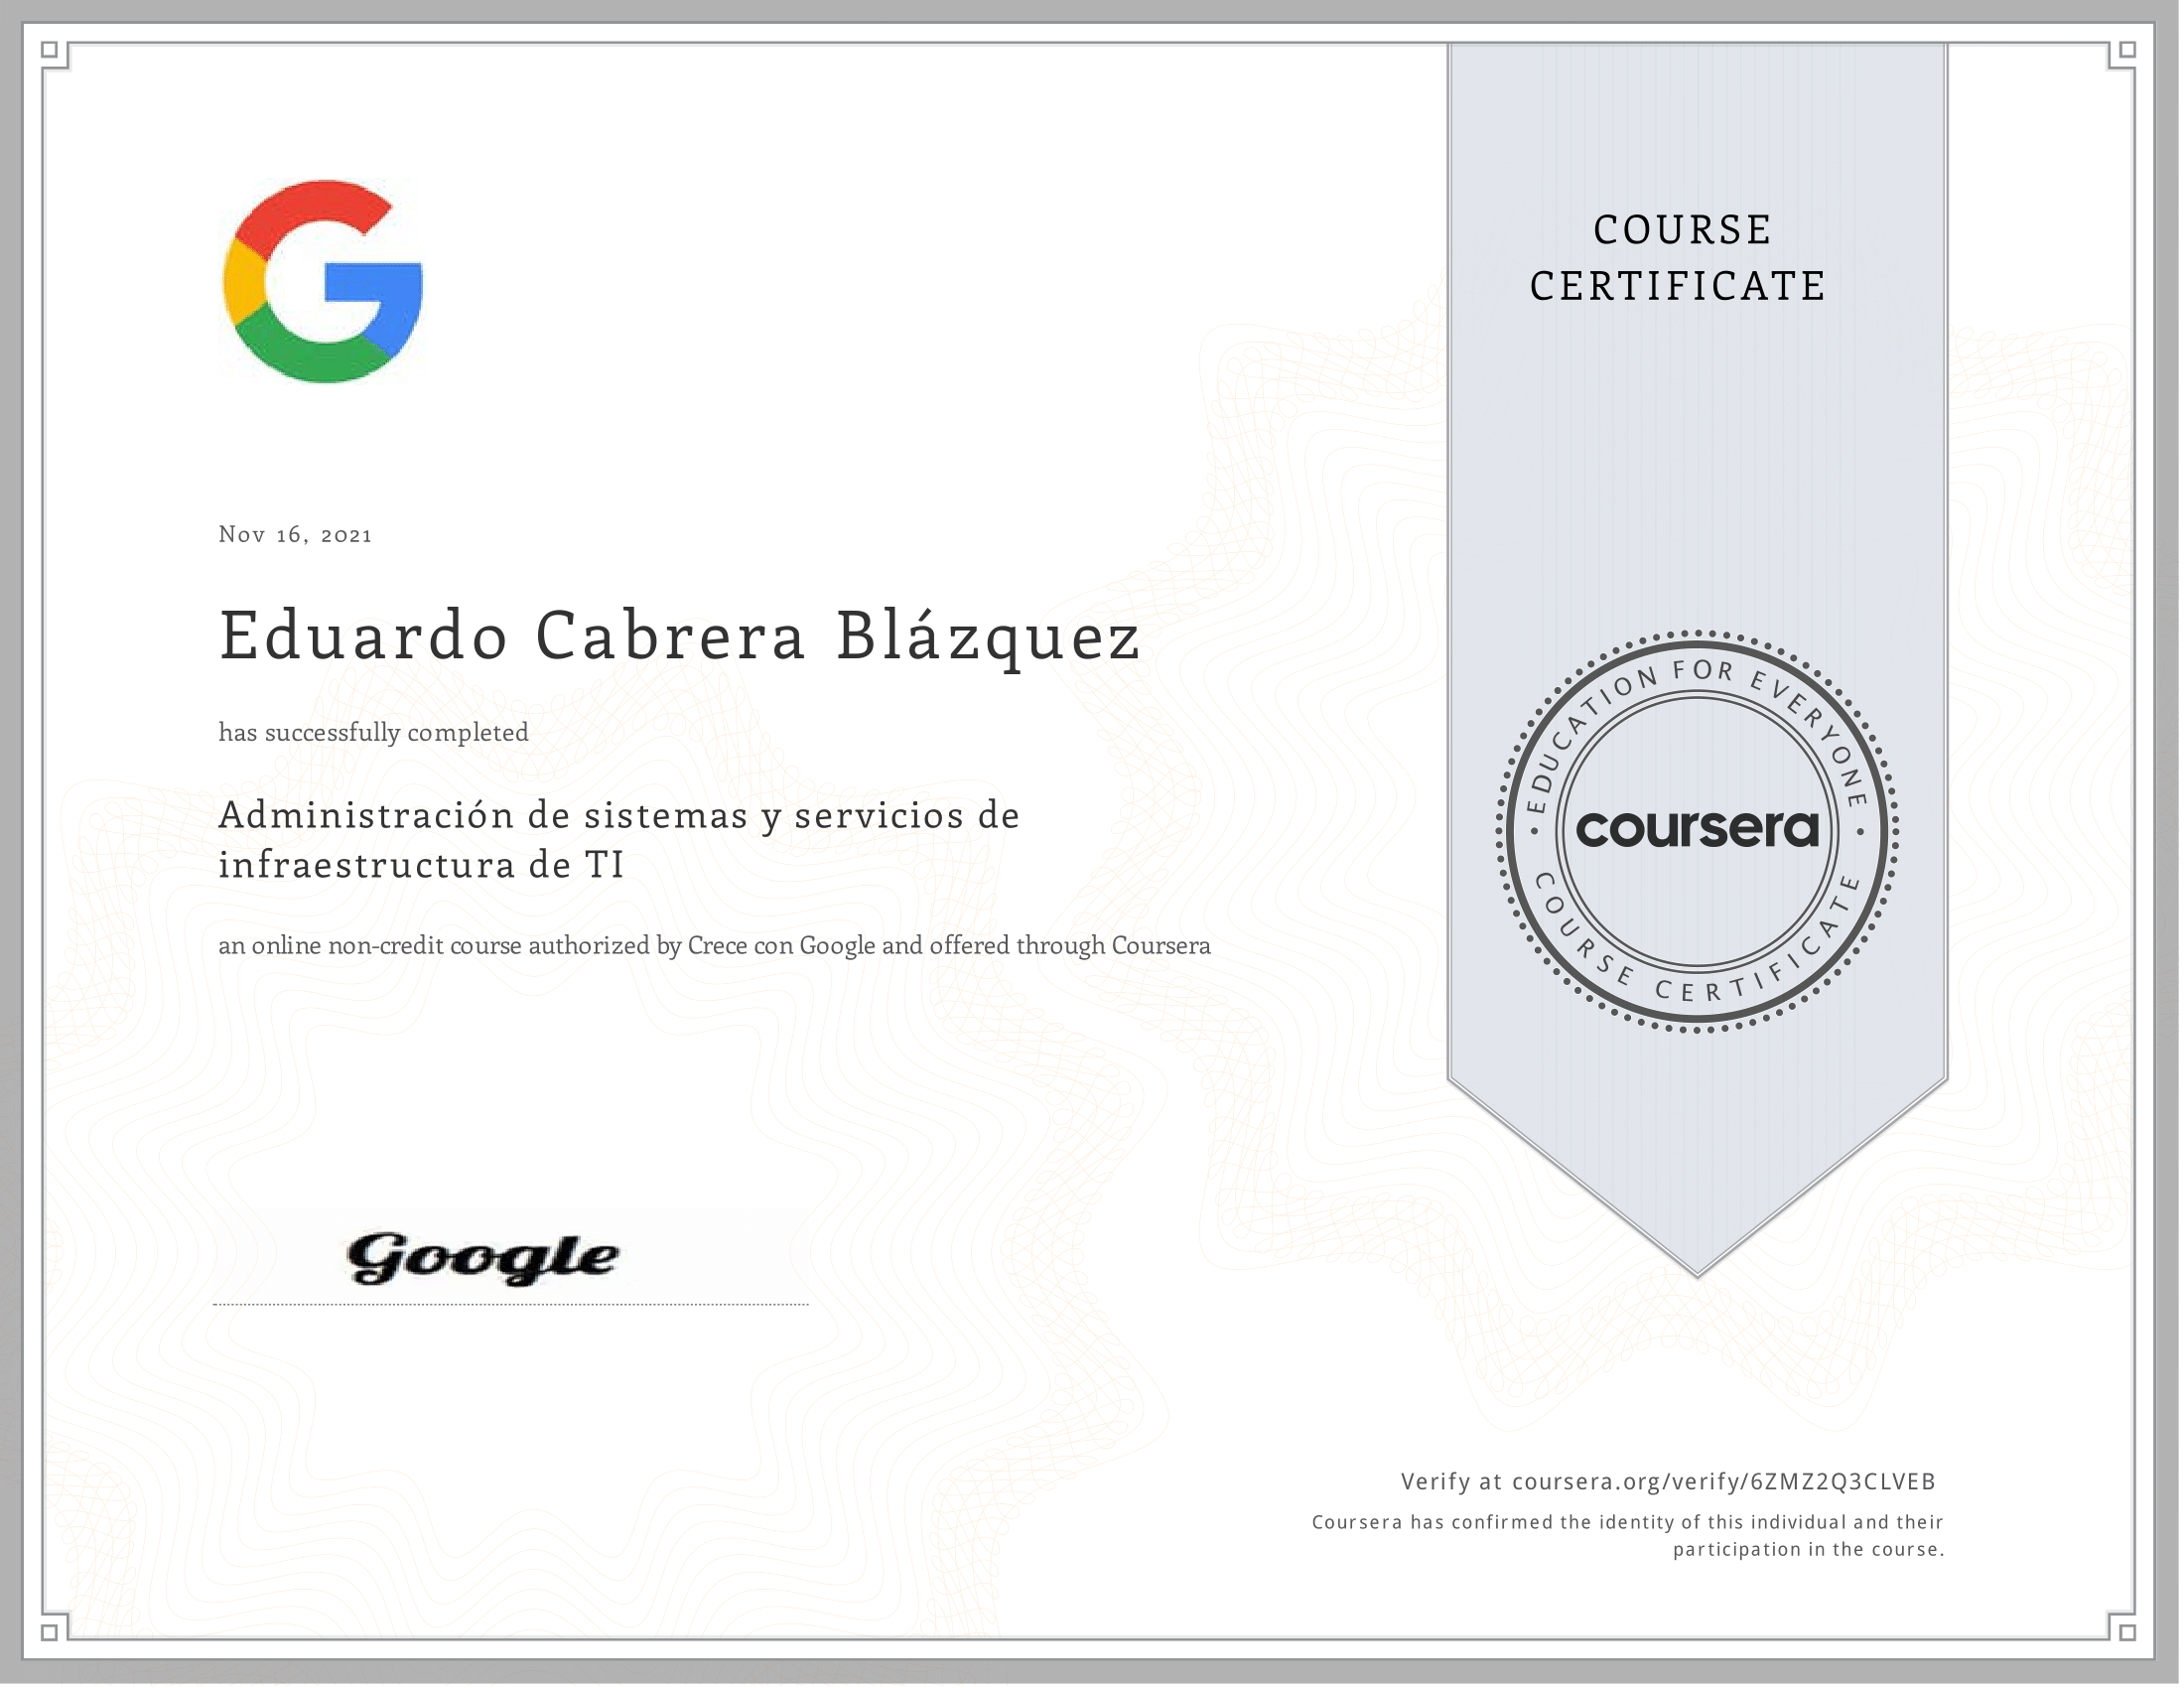 COURSE
CERTIFICATE
Nov 16, 2021
Eduardo Cabrera Blázquez
has successfully completed
Administración de sistemas y servicios de
infraestructura de TI
an online non-credit course authorized by Crece con Google and offered through Coursera
EDUCATION FOR EVERYONE
coursera
COURSE CERTIFICATE
Google
Verify at coursera.org/verify/6ZMZ2Q3CLVEB
Coursera has confirmed the identity of this individual and their
participation in the course.